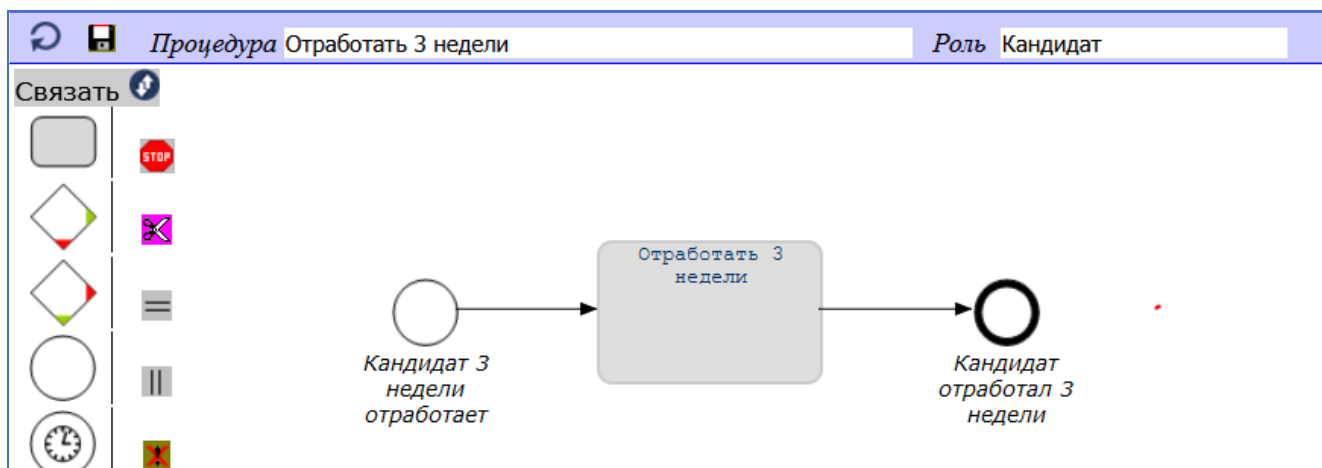 Процедура Отработать 3 недели Роль Кандидат
Связать
STOP
Отработать 3
недели
Кандидат 3
недели
отработает
Кандидат
отработал 3
недели